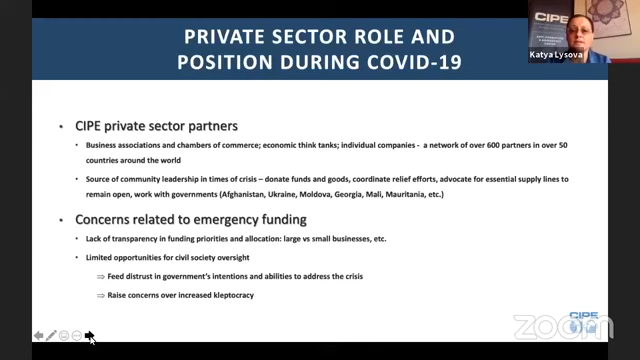 PRIVATE SECTOR ROLE AND
POSITION DURING COVID-19
CIPE
Katya Lysova
• CIPE private sector partners
• Business associations and chambers of commerce; economic think tanks; individual companies - a network of over 600 partners in over 50
countries around the world
• Source of community leadership in times of crisis – donate funds and goods, coordinate relief efforts, advocate for essential supply lines to
remain open, work with governments (Afghanistan, Ukraine, Moldova, Georgia, Mali, Mauritania, etc.)
• Concerns related to emergency funding
• Lack of transparency in funding priorities and allocation: large vs small businesses, etc.
• Limited opportunities for civil society oversight
⇒ Feed distrust in government's intentions and abilities to address the crisis
⇒ Raise concerns over increased kleptocracy
CIPE
zoom